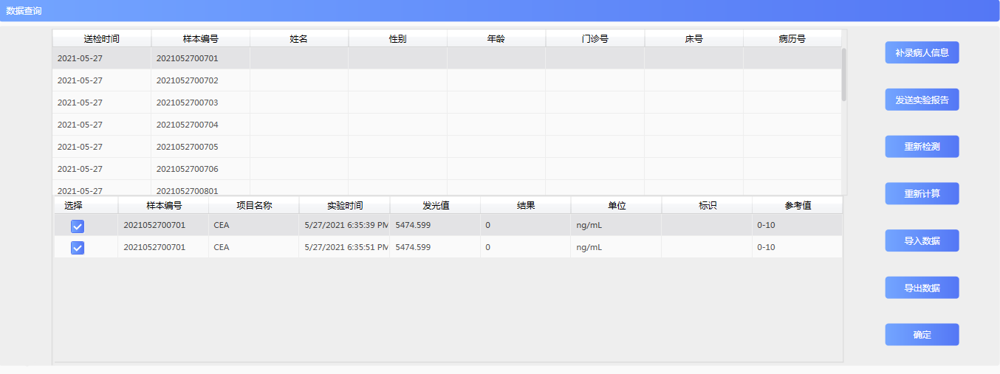 数据查询
送检时间 样本编号 姓名 性别 年龄 门诊号 床号 病历号
2021-05-27 2021052700701
2021-05-27 2021052700702
2021-05-27 2021052700703
2021-05-27 2021052700704
2021-05-27 2021052700705
2021-05-27 2021052700706
2021-05-27 2021052700801
选择 样本编号 项目名称 实验时间 发光值 结果 单位 标识 参考值
2021052700701 CEA 5/27/2021 6:35:39 PM 5474.599 0 ng/mL 0-10
2021052700701 CEA 5/27/2021 6:35:51 PM 5474.599 0 ng/mL 0-10
补录病人信息
发送实验报告
重新检测
重新计算
导入数据
导出数据
确定